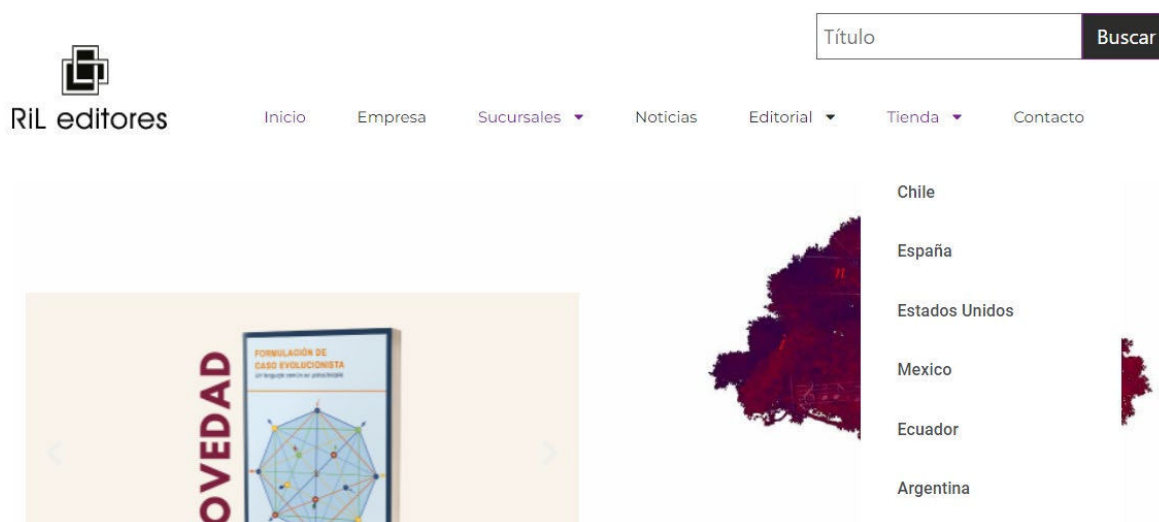 Título
Buscar
RiL editores
Inicio
Empresa
Sucursales
Noticias
Editorial
Tienda
Contacto
Chile
España
Estados Unidos
Mexico
Ecuador
Argentina
OVEDAD
FORMULACIÓN DE
CASO EVOLUCIONISTA